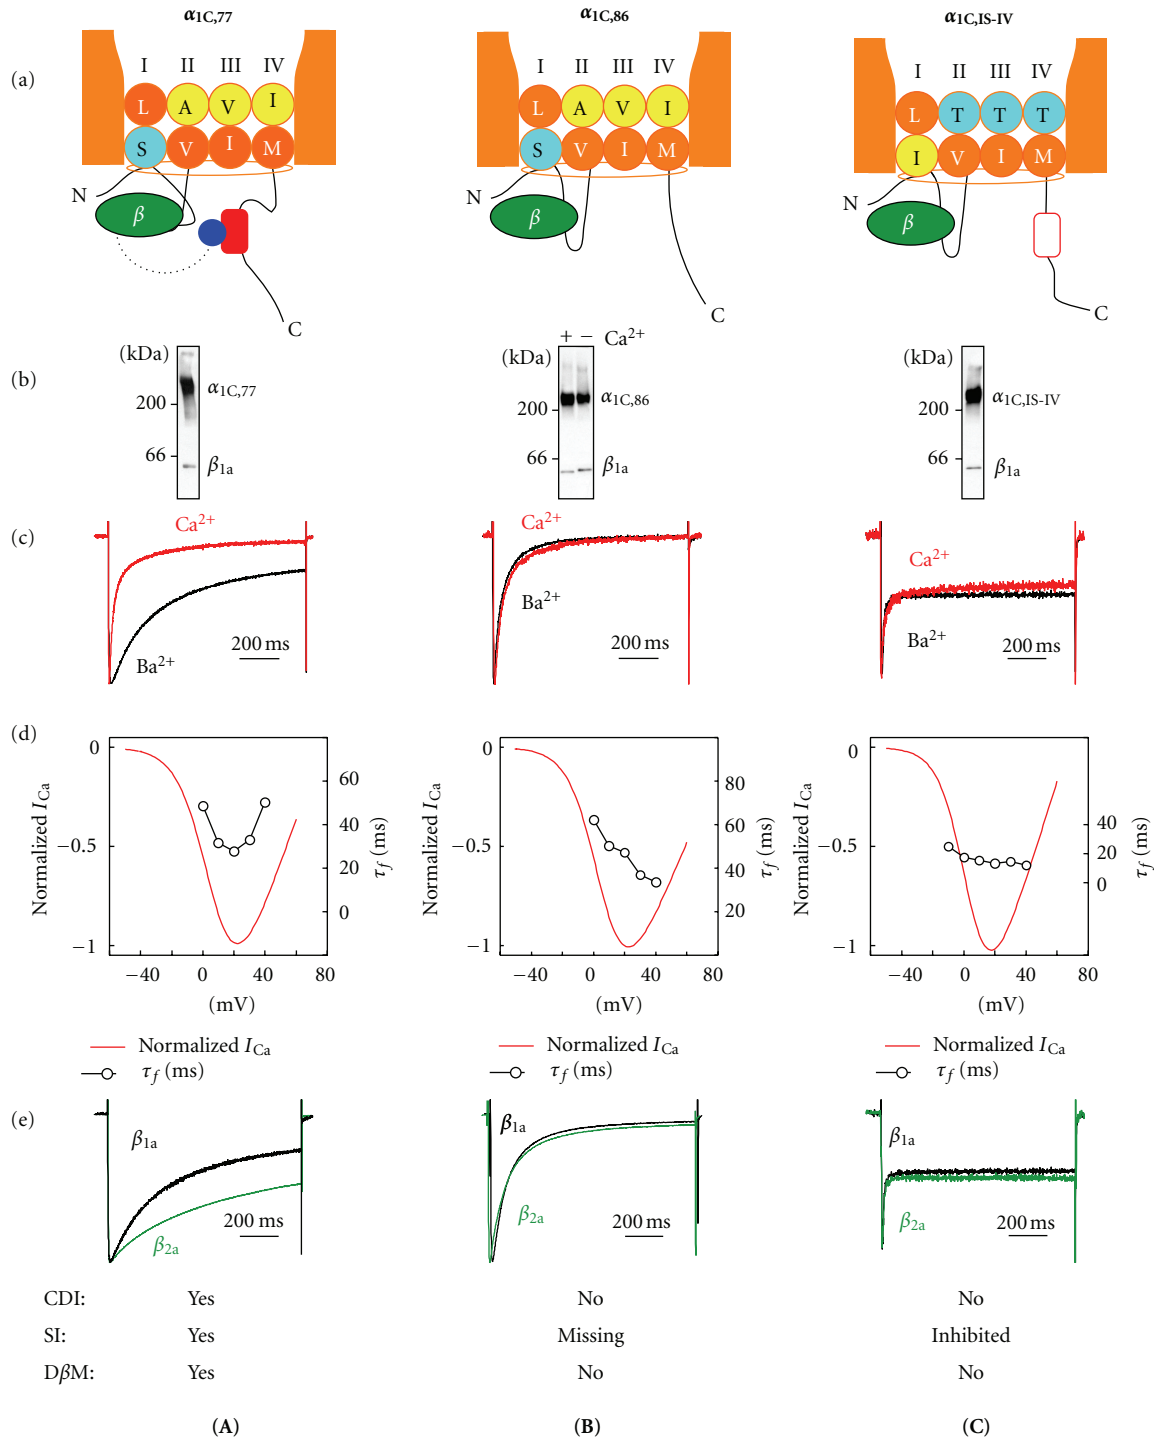 α1C,77 α1C,86 α1C,IS-IV
(a)
I II III IV I II III IV I II III IV
L A V I L A V I L T T T
S V I M S V I M I V I M
N N N
β β β
C C C
+ − Ca2+
(kDa) (kDa) (kDa)
(b)
α1C,77 α1C,86 α1C,IS-IV
200 200 200
66 66 66
β1a β1a β1a
(c)
Ca2+ Ca2+ Ca2+
Ba2+ Ba2+ Ba2+
200 ms 200 ms 200 ms
(d)
Normalized ICa Normalized ICa Normalized ICa
0 0 0
−0.5 −0.5 −0.5
−1 −1 −1
60 80 40
40 60 20
20 40 0
0 20
τf (ms) τf (ms) τf (ms)
−40 0 40 80 −40 0 40 80 −40 0 40 80
(mV) (mV) (mV)
Normalized ICa Normalized ICa Normalized ICa
τf (ms) τf (ms) τf (ms)
(e)
β1a β1a β1a
β2a β2a β2a
200 ms 200 ms 200 ms
CDI: Yes No No
SI: Yes Missing Inhibited
DβM: Yes No No
(A) (B) (C)